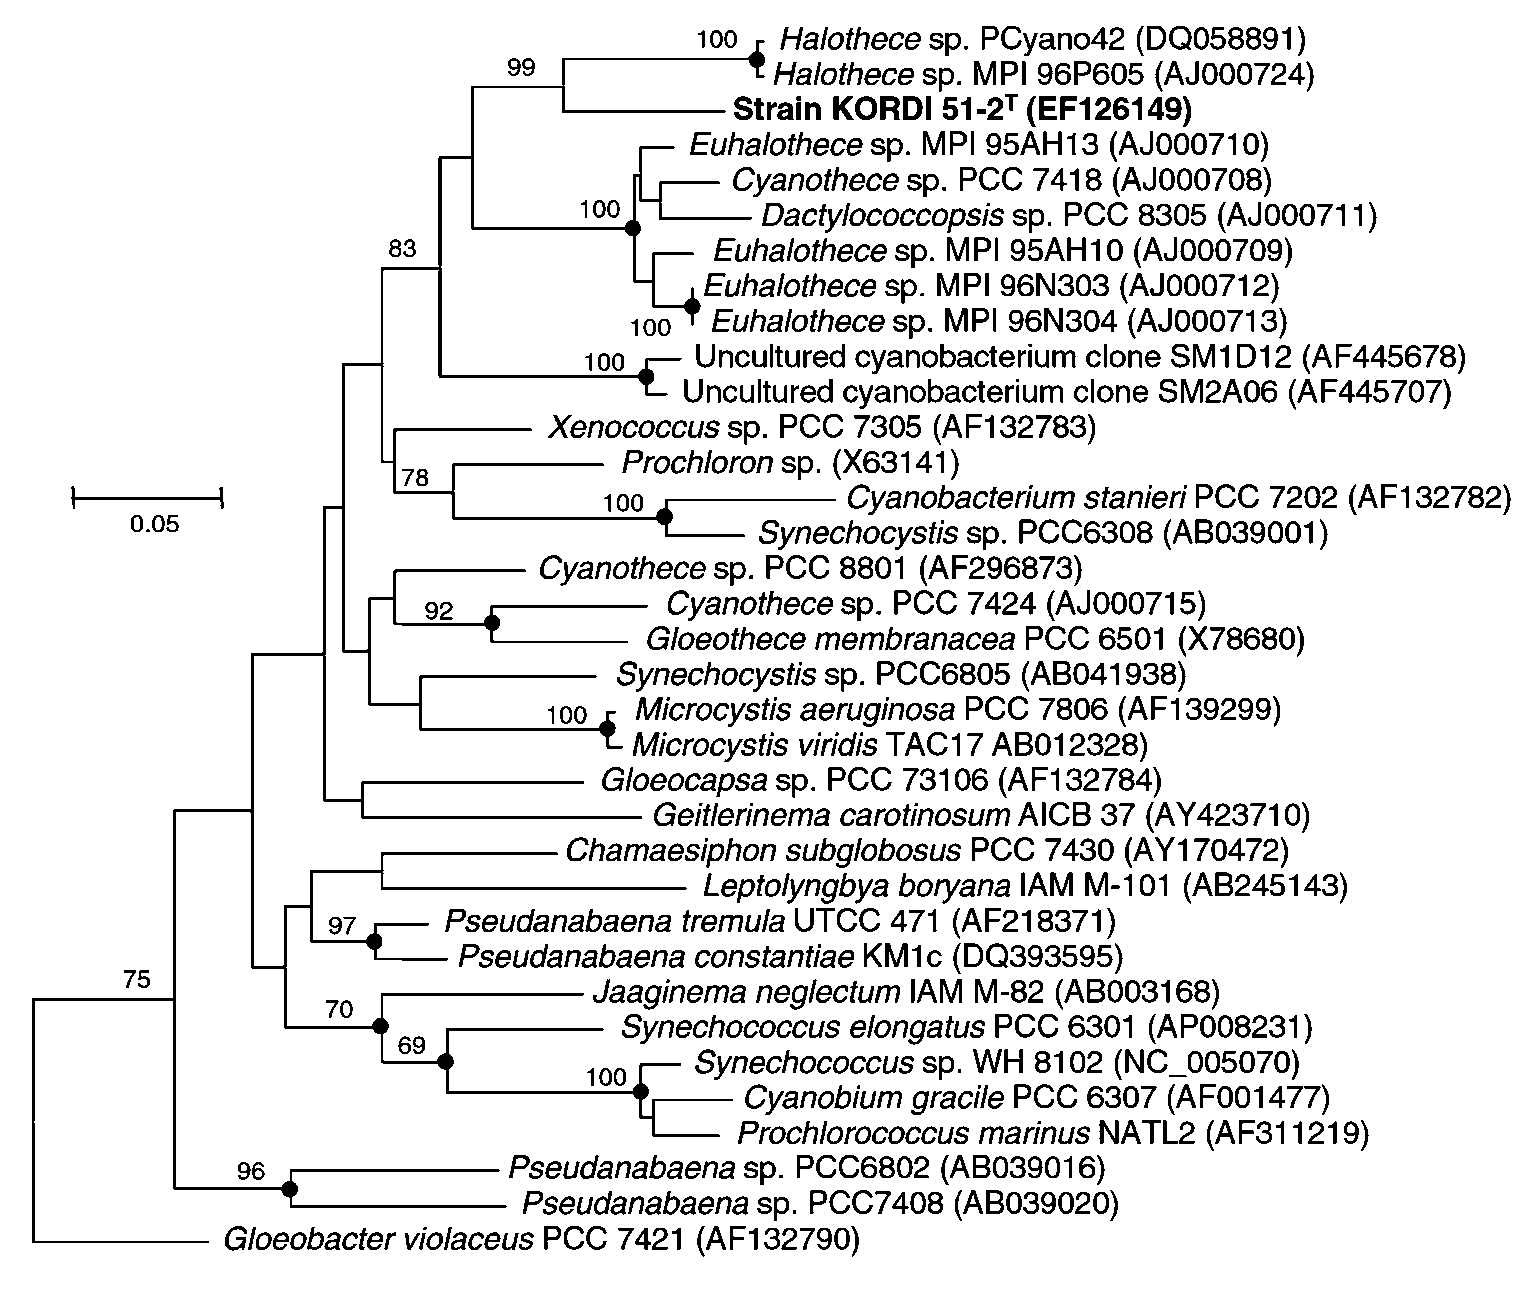 100
Halothece sp. PCyano42 (DQ058891)
99
Halothece sp. MPI 96P605 (AJ000724)
Strain KORDI 51-2ᵀ (EF126149)
Euhalothece sp. MPI 95AH13 (AJ000710)
Cyanothece sp. PCC 7418 (AJ000708)
100
Dactylococcopsis sp. PCC 8305 (AJ000711)
83
Euhalothece sp. MPI 95AH10 (AJ000709)
Euhalothece sp. MPI 96N303 (AJ000712)
100
Euhalothece sp. MPI 96N304 (AJ000713)
100
Uncultured cyanobacterium clone SM1D12 (AF445678)
Uncultured cyanobacterium clone SM2A06 (AF445707)
Xenococcus sp. PCC 7305 (AF132783)
Prochloron sp. (X63141)
78
100
Cyanobacterium stanieri PCC 7202 (AF132782)
0.05
Synechocystis sp. PCC6308 (AB039001)
Cyanothece sp. PCC 8801 (AF296873)
92
Cyanothece sp. PCC 7424 (AJ000715)
Gloeothece membranacea PCC 6501 (X78680)
Synechocystis sp. PCC6805 (AB041938)
100
Microcystis aeruginosa PCC 7806 (AF139299)
Microcystis viridis TAC17 AB012328)
Gloeocapsa sp. PCC 73106 (AF132784)
Geitlerinema carotinosum AICB 37 (AY423710)
Chamaesiphon subglobosus PCC 7430 (AY170472)
Leptolyngbya boryana IAM M-101 (AB245143)
97
Pseudanabaena tremula UTCC 471 (AF218371)
Pseudanabaena constantiae KM1c (DQ393595)
75
Jaaginema neglectum IAM M-82 (AB003168)
70
Synechococcus elongatus PCC 6301 (AP008231)
69
Synechococcus sp. WH 8102 (NC_005070)
100
Cyanobium gracile PCC 6307 (AF001477)
Prochlorococcus marinus NATL2 (AF311219)
96
Pseudanabaena sp. PCC6802 (AB039016)
Pseudanabaena sp. PCC7408 (AB039020)
Gloeobacter violaceus PCC 7421 (AF132790)